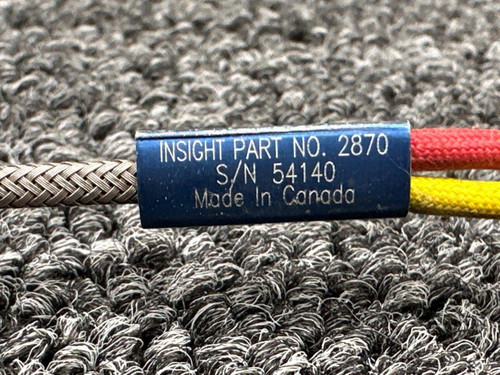 INSIGHT PART NO. 2870
S/N 54140
Made In Canada